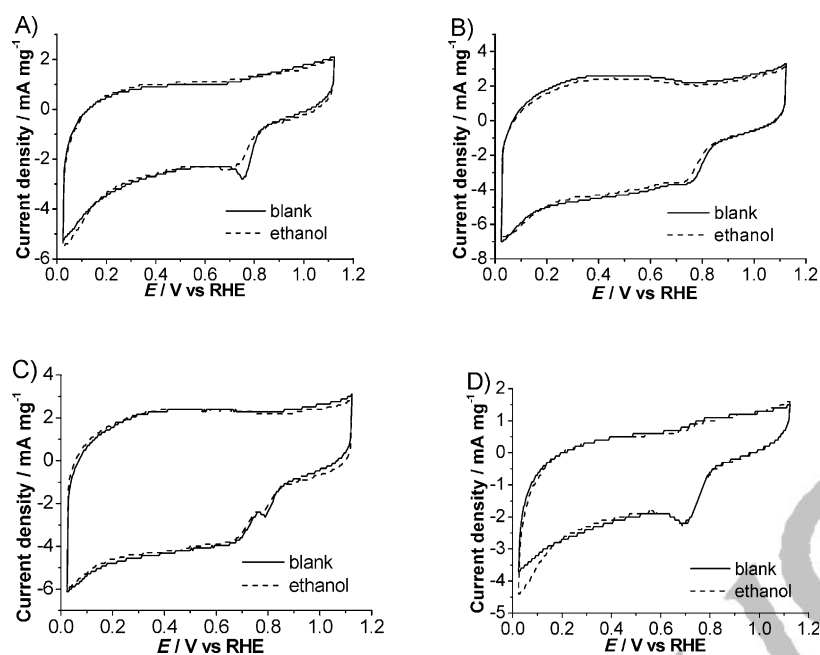 A)
Current density / mA mg⁻¹
2
0
-2
-4
-6
0.0 0.2 0.4 0.6 0.8 1.0 1.2
E / V vs RHE
blank
ethanol
B)
Current density / mA mg⁻¹
4
2
0
-2
-4
-6
-8
0.0 0.2 0.4 0.6 0.8 1.0 1.2
E / V vs RHE
blank
ethanol
C)
Current density / mA mg⁻¹
4
2
0
-2
-4
-6
0.0 0.2 0.4 0.6 0.8 1.0 1.2
E / V vs RHE
blank
ethanol
D)
Current density / mA mg⁻¹
2
1
0
-1
-2
-3
-4
-5
0.0 0.2 0.4 0.6 0.8 1.0 1.2
E / V vs RHE
blank
ethanol